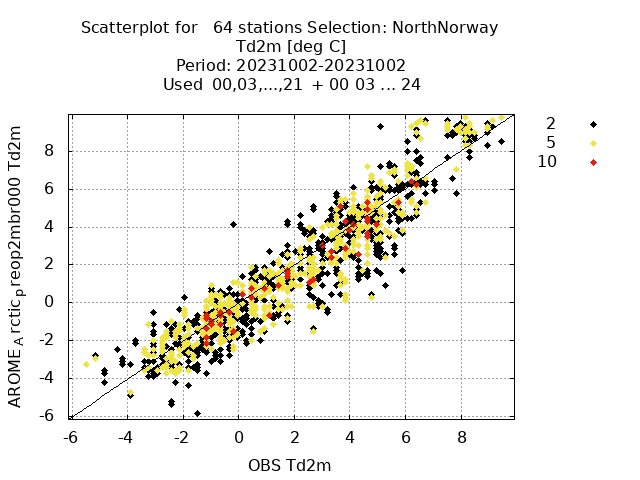 Scatterplot for   64 stations Selection: NorthNorway
Td2m [deg C]
Period: 20231002-20231002
Used  00,03,...,21  + 00 03 ... 24
2
5
10
AROME_Arctic_preop2mbr000 Td2m
8
6
4
2
0
-2
-4
-6
-6 -4 -2 0 2 4 6 8
OBS Td2m